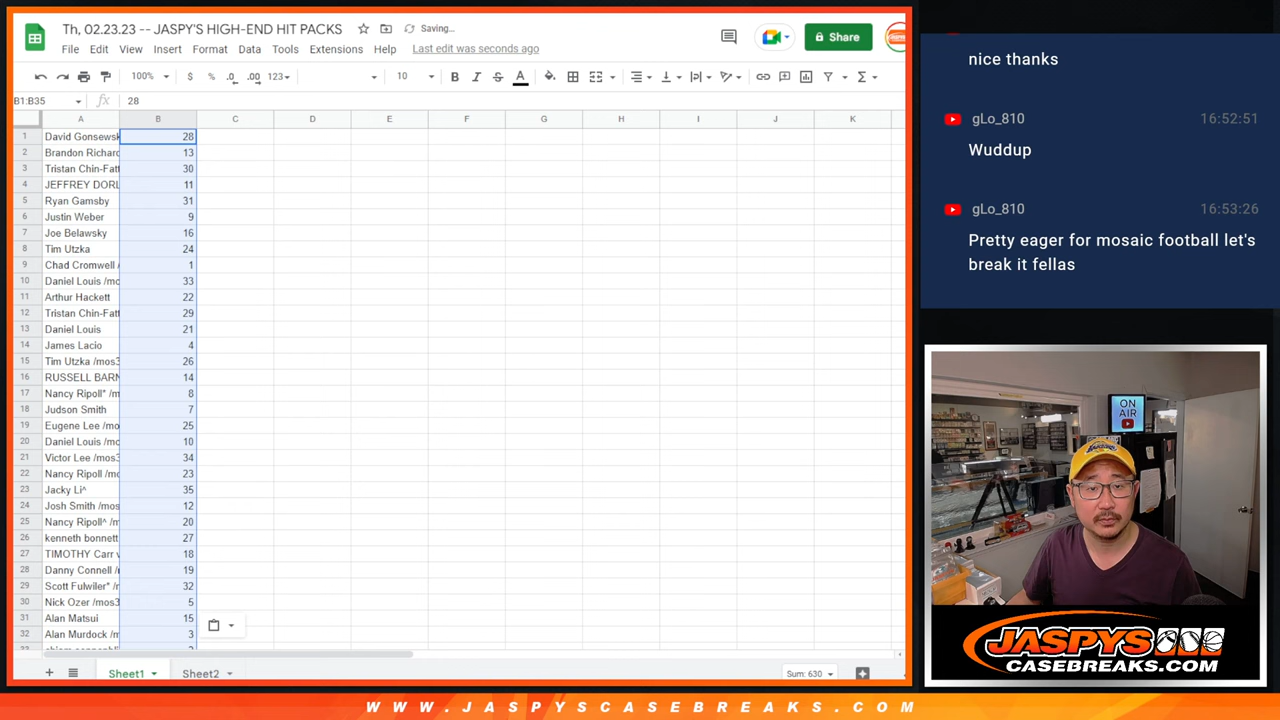 Th, 02.23.23 -- JASPY'S HIGH-END HIT PACKS
Saving...
File Edit View Insert Format Data Tools Extensions Help Last edit was seconds ago
Share
100% $ % .0 .00 123 10 B I S A
B1:B35 fx 28
A B C D E F G H I J K
1 David Gonsewsk 28
2 Brandon Richard 13
3 Tristan Chin-Fatt 30
4 JEFFREY DORL 11
5 Ryan Gamsby 31
6 Justin Weber 9
7 Joe Belawsky 16
8 Tim Utzka 24
9 Chad Cromwell / 1
10 Daniel Louis /mo 33
11 Arthur Hackett 22
12 Tristan Chin-Fatt 29
13 Daniel Louis 21
14 James Lacio 4
15 Tim Utzka /mos3 26
16 RUSSELL BARN 14
17 Nancy Ripoll* /m 8
18 Judson Smith 7
19 Eugene Lee /mo 25
20 Daniel Louis /mo 10
21 Victor Lee /mos3 34
22 Nancy Ripoll /mo 23
23 Jacky Li^ 35
24 Josh Smith /mos 12
25 Nancy Ripoll^ /m 20
26 kenneth bonnett 27
27 TIMOTHY Carr v 18
28 Danny Connell /r 19
29 Scott Fulwiler* /r 32
30 Nick Ozer /mos3 5
31 Alan Matsui 15
32 Alan Murdock /m 3
Sheet1 Sheet2 Sum: 630
nice thanks
gLo_810 16:52:51
Wuddup
gLo_810 16:53:26
Pretty eager for mosaic football let's
break it fellas
ON
AIR
JASPYS
CASEBREAKS.COM
WWW.JASPYSCASEBREAKS.COM